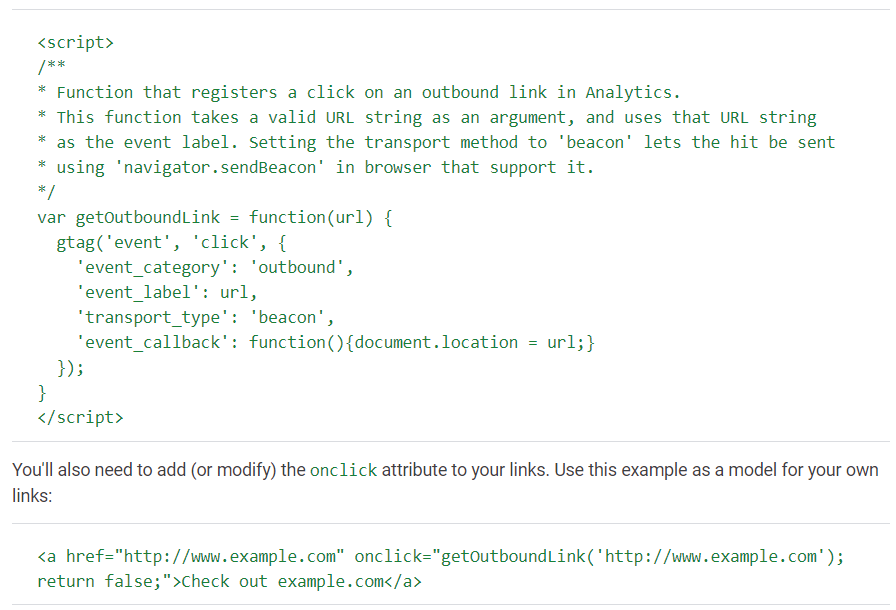 <script>
/**
* Function that registers a click on an outbound link in Analytics.
* This function takes a valid URL string as an argument, and uses that URL string
* as the event label. Setting the transport method to 'beacon' lets the hit be sent
* using 'navigator.sendBeacon' in browser that support it.
*/
var getOutboundLink = function(url) {
  gtag('event', 'click', {
    'event_category': 'outbound',
    'event_label': url,
    'transport_type': 'beacon',
    'event_callback': function(){document.location = url;}
  });
}
</script>
You'll also need to add (or modify) the onclick attribute to your links. Use this example as a model for your own
links:
<a href="http://www.example.com" onclick="getOutboundLink('http://www.example.com');
return false;">Check out example.com</a>